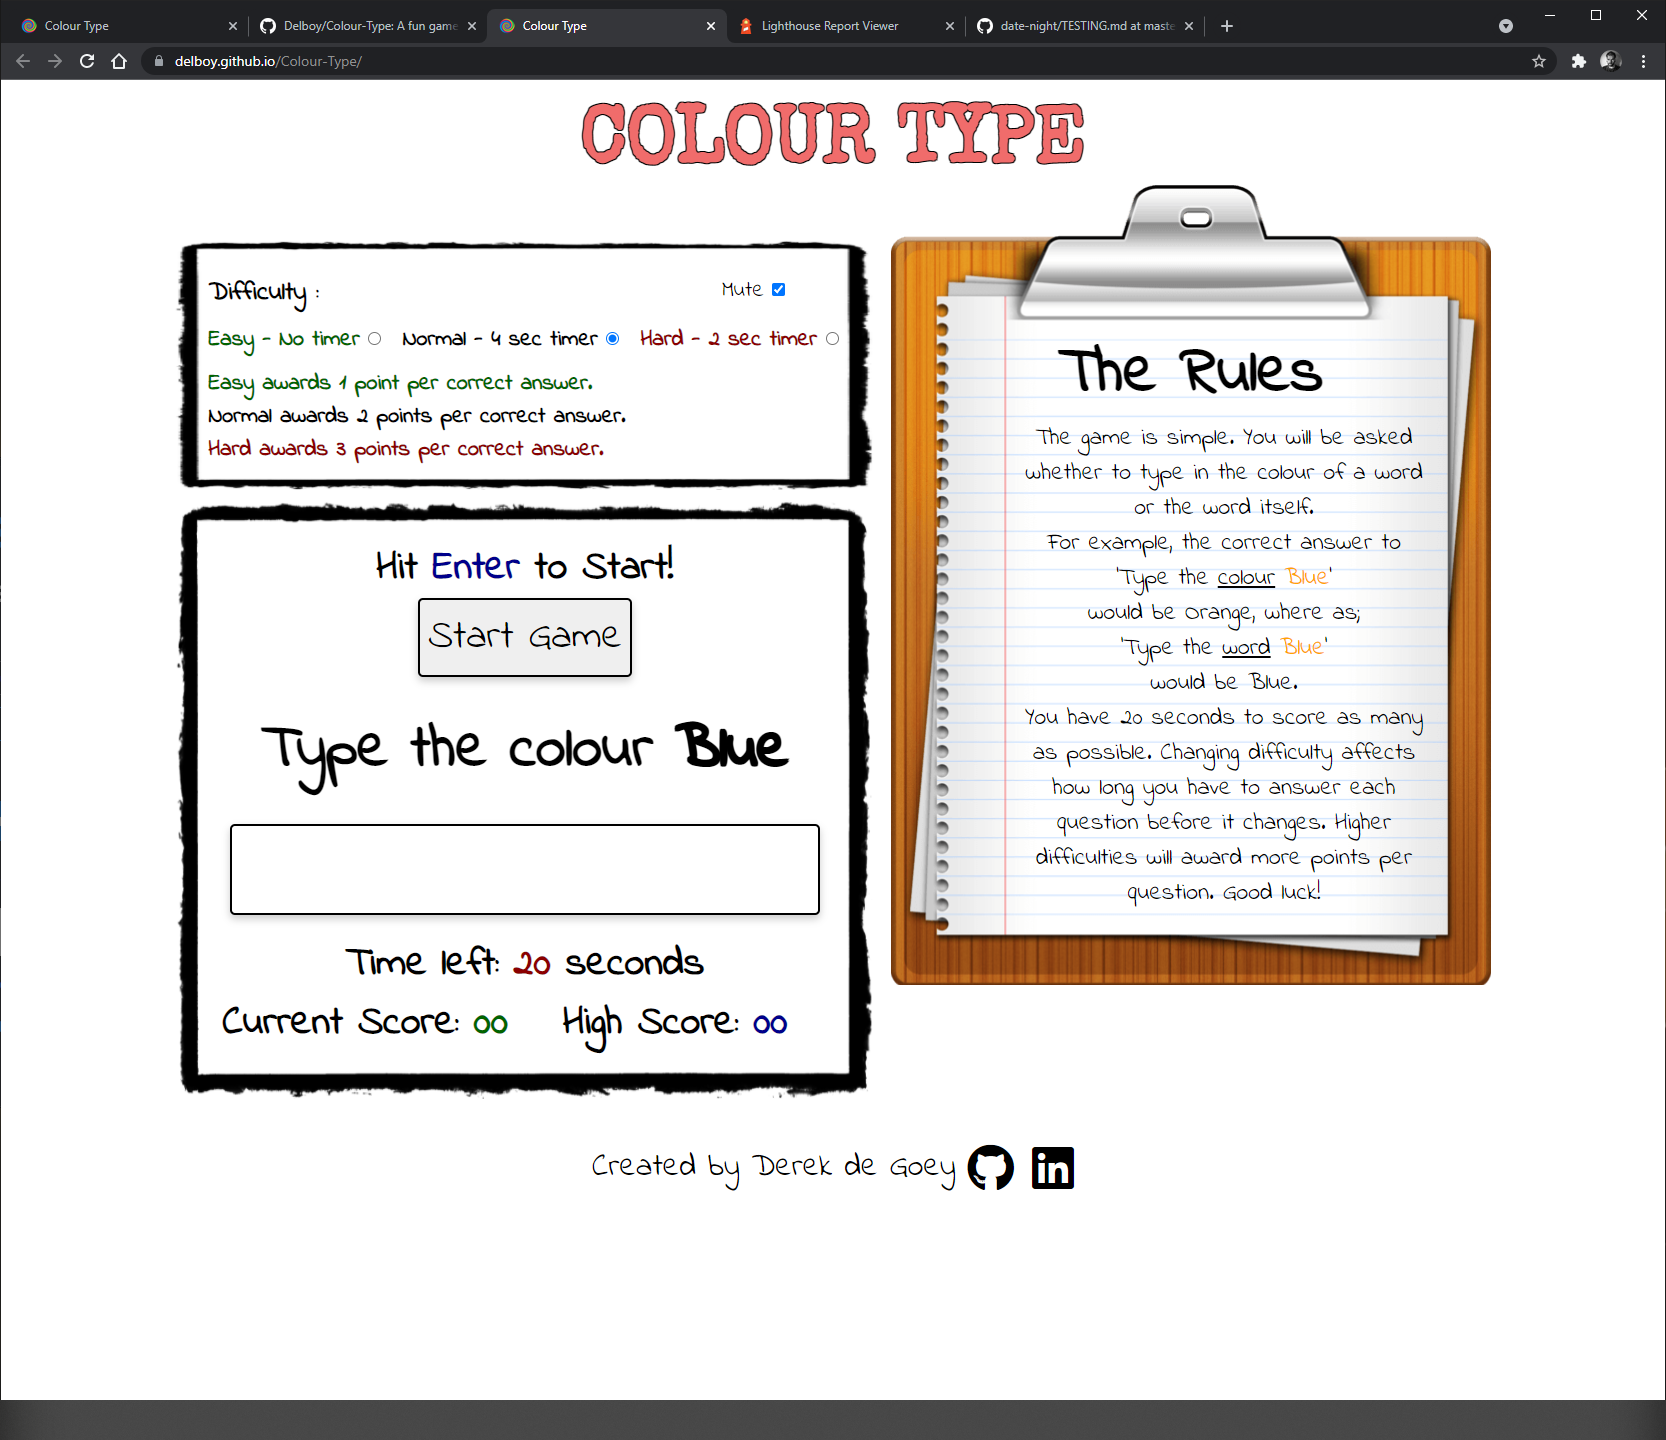 Colour Type
Delboy/Colour-Type: A fun game
Colour Type
Lighthouse Report Viewer
date-night/TESTING.md at maste
delboy.github.io/Colour-Type/
COLOUR TYPE
Difficulty :
Mute
Easy - No timer
Normal - 4 sec timer
Hard - 2 sec timer
Easy awards 1 point per correct answer.
Normal awards 2 points per correct answer.
Hard awards 3 points per correct answer.
Hit Enter to Start!
Start Game
Type the colour Blue
Time left: 20 seconds
Current Score: 00
High Score: 00
The Rules
The game is simple. You will be asked
whether to type in the colour of a word
or the word itself.
For example, the correct answer to
'Type the colour Blue'
would be Orange, where as;
'Type the word Blue'
would be Blue.
You have 20 seconds to score as many
as possible. Changing difficulty affects
how long you have to answer each
question before it changes. Higher
difficulties will award more points per
question. Good luck!
Created by Derek de Goey
in